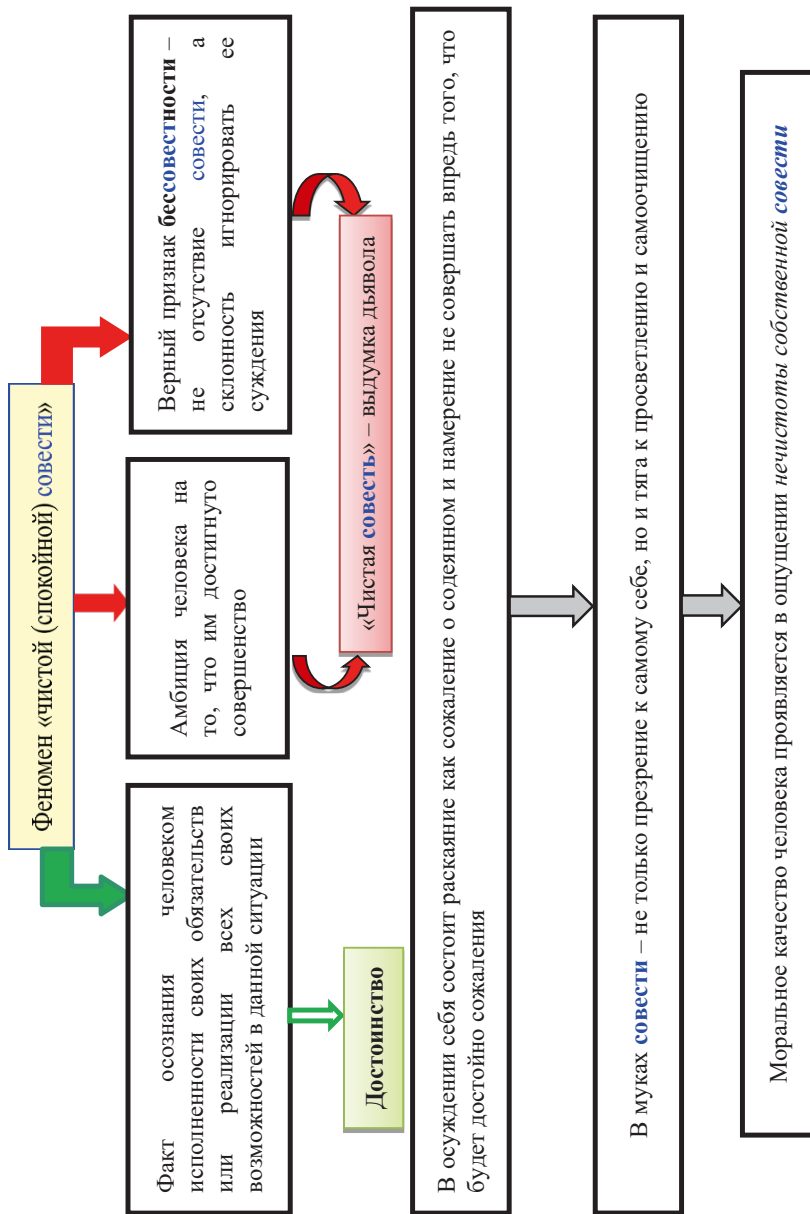 Феномен «чистой (спокойной) совести»
Факт осознания человеком
исполненности своих обязательств
или реализации всех своих
возможностей в данной ситуации
Амбиция человека на
то, что им достигнуто
совершенство
Верный признак бессовестности –
не отсутствие совести, а
склонность игнорировать ее
суждения
Достоинство
«Чистая совесть» – выдумка дьявола
В осуждении себя состоит раскаяние как сожаление о содеянном и намерение не совершать впредь того, что
будет достойно сожаления
В муках совести – не только презрение к самому себе, но и тяга к просветлению и самоочищению
Моральное качество человека проявляется в ощущении нечистоты собственной совести